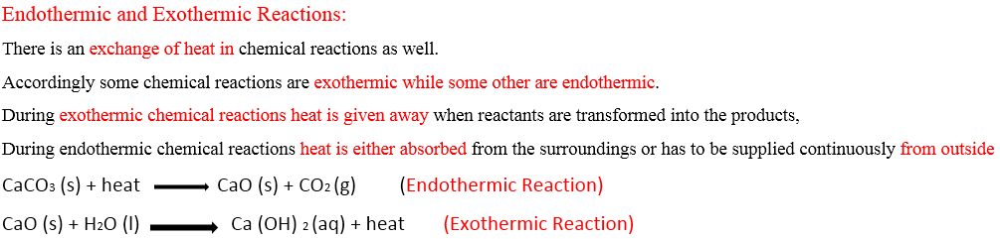 Endothermic and Exothermic Reactions:
There is an exchange of heat in chemical reactions as well.
Accordingly some chemical reactions are exothermic while some other are endothermic.
During exothermic chemical reactions heat is given away when reactants are transformed into the products,
During endothermic chemical reactions heat is either absorbed from the surroundings or has to be supplied continuously from outside
CaCO₃ (s) + heat ⟶ CaO (s) + CO₂ (g) (Endothermic Reaction)
CaO (s) + H₂O (l) ⟶ Ca (OH) ₂ (aq) + heat (Exothermic Reaction)